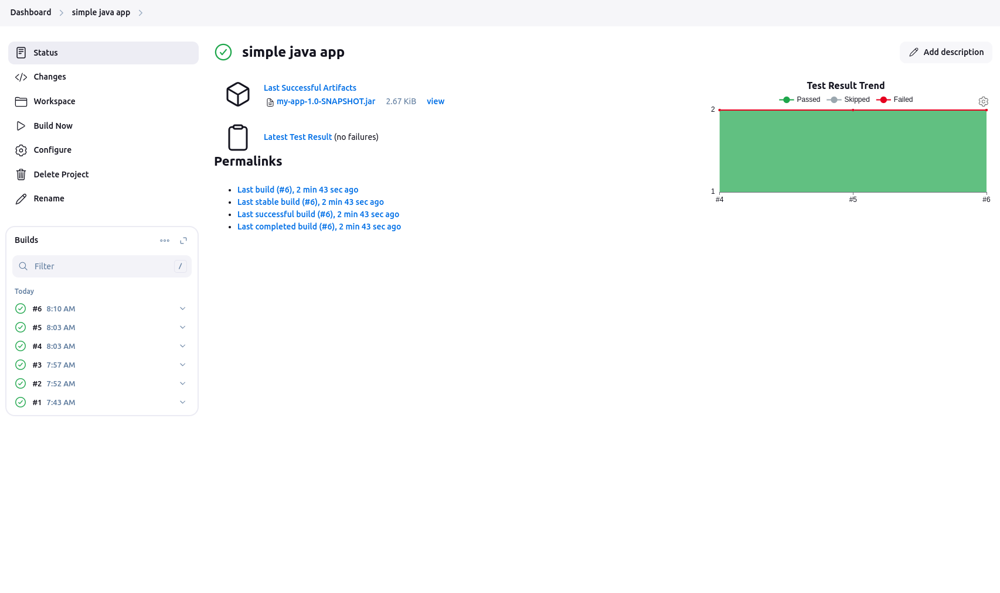 Dashboard simple java app
Status
Changes
Workspace
Build Now
Configure
Delete Project
Rename
Builds
Filter /
Today
#6 8:10 AM
#5 8:03 AM
#4 8:03 AM
#3 7:57 AM
#2 7:52 AM
#1 7:43 AM
simple java app
Add description
Last Successful Artifacts
my-app-1.0-SNAPSHOT.jar 2.67 KiB view
Latest Test Result (no failures)
Permalinks
Last build (#6), 2 min 43 sec ago
Last stable build (#6), 2 min 43 sec ago
Last successful build (#6), 2 min 43 sec ago
Last completed build (#6), 2 min 43 sec ago
Test Result Trend
Passed Skipped Failed
2
1
#4 #5 #6